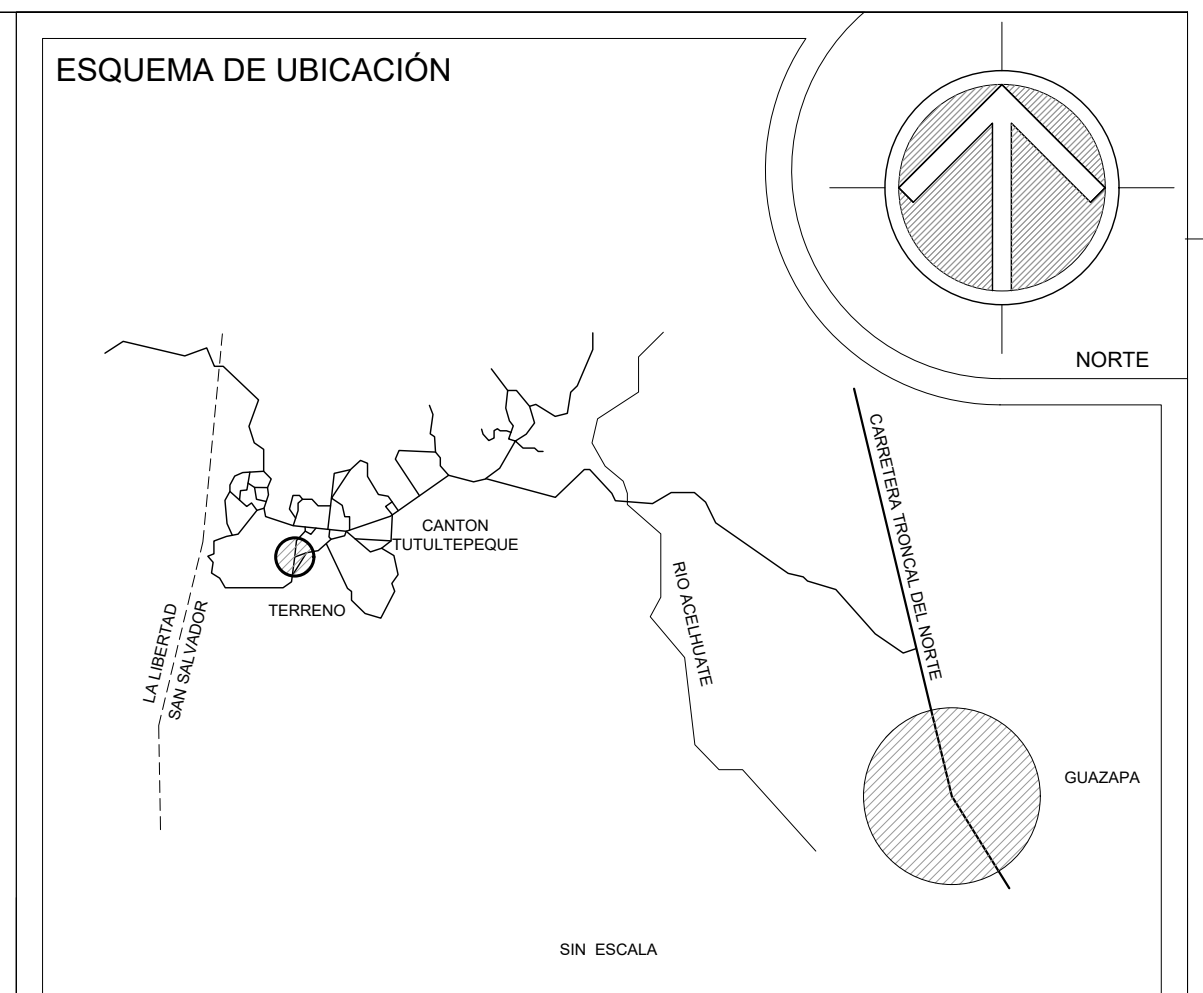 ESQUEMA DE UBICACIÓN
NORTE
CARRETERA TRONCAL DEL NORTE
CANTON
TUTULTEPEQUE
TERRENO
RIO ACELHUATE
LA LIBERTAD
SAN SALVADOR
GUAZAPA
SIN ESCALA